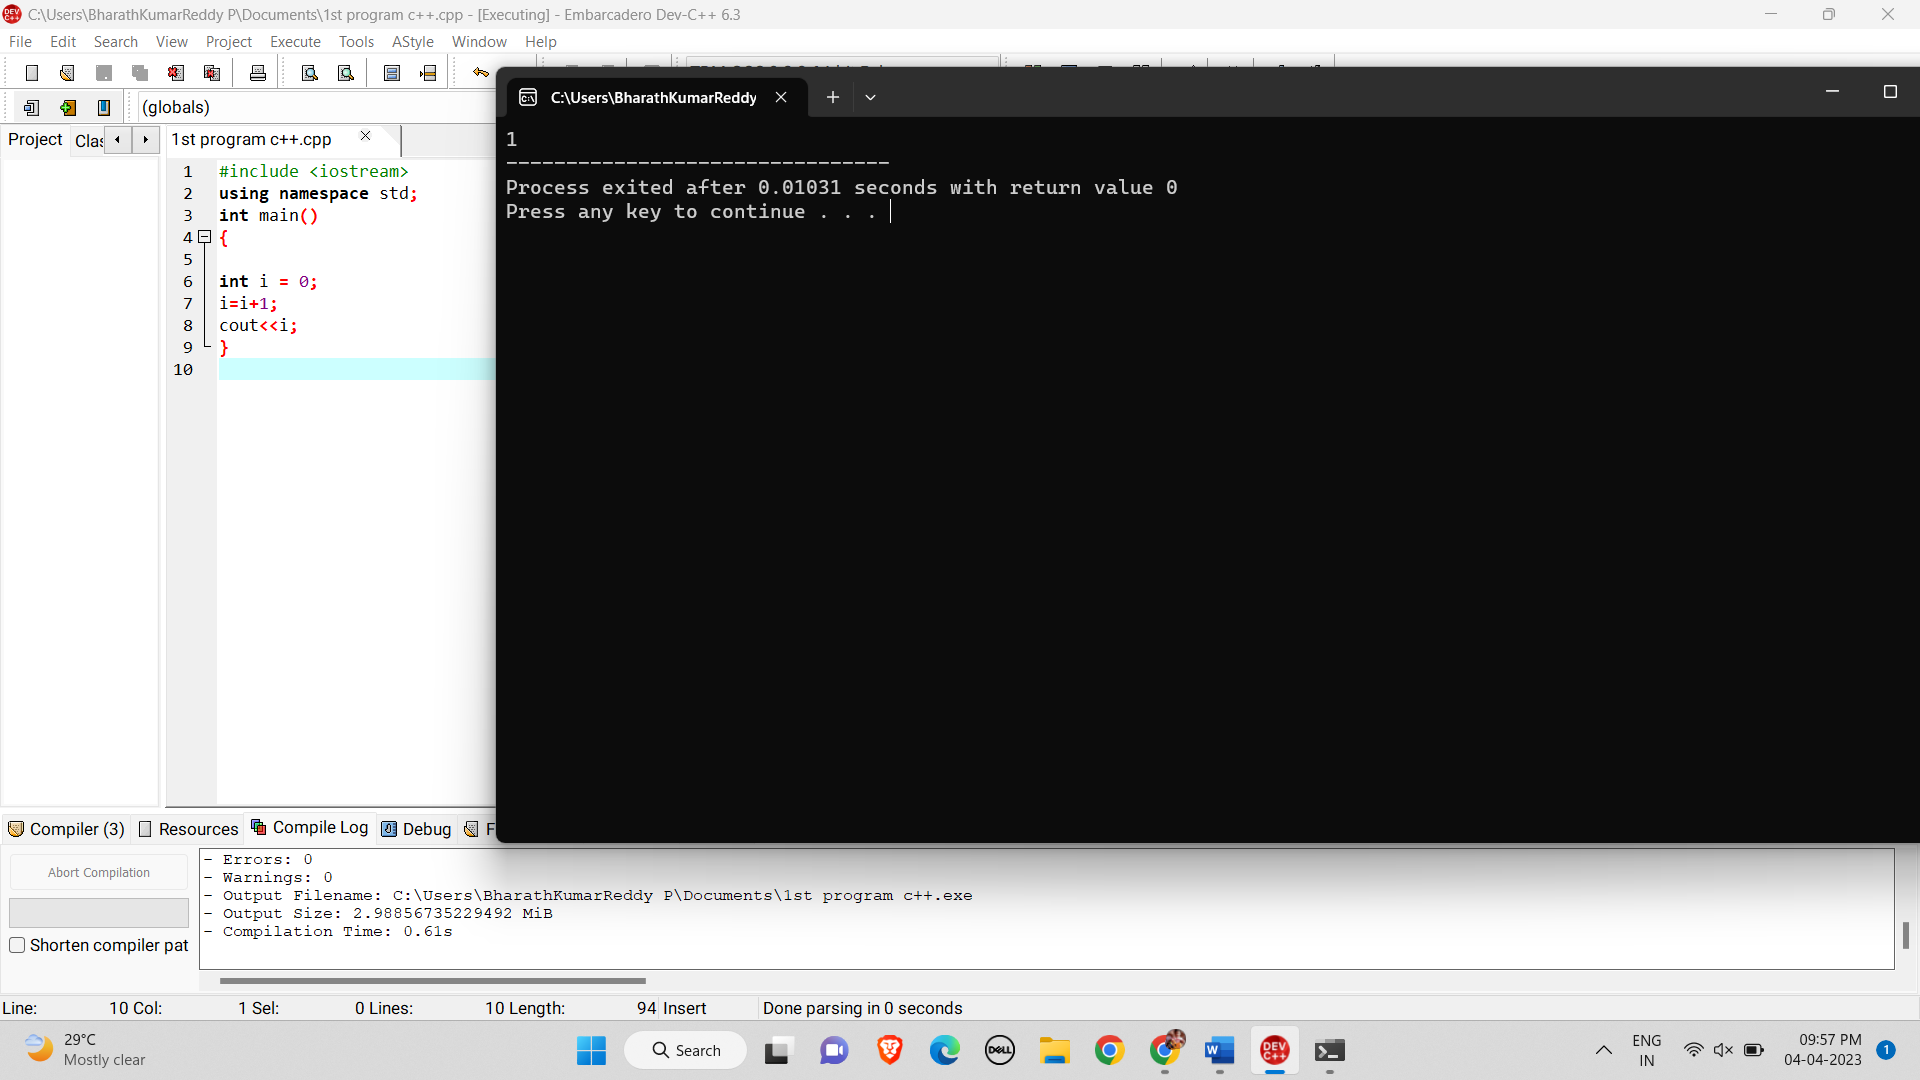 C:\Users\BharathKumarReddy P\Documents\1st program c++.cpp - [Executing] - Embarcadero Dev-C++ 6.3
File Edit Search View Project Execute Tools AStyle Window Help
(globals)
C:\Users\BharathKumarReddy
Project Clas
1st program c++.cpp
1 #include <iostream>
2 using namespace std;
3 int main()
4 {
5
6 int i = 0;
7 i=i+1;
8 cout<<i;
9 }
10
1
--------------------------------
Process exited after 0.01031 seconds with return value 0
Press any key to continue . . .
Compiler (3) Resources Compile Log Debug F
Abort Compilation
Shorten compiler pat
- Errors: 0
- Warnings: 0
- Output Filename: C:\Users\BharathKumarReddy P\Documents\1st program c++.exe
- Output Size: 2.98856735229492 MiB
- Compilation Time: 0.61s
Line: 10 Col: 1 Sel: 0 Lines: 10 Length: 94 Insert Done parsing in 0 seconds
29°C
Mostly clear
Search
DELL
W
DEV C++
ENG
IN
09:57 PM
04-04-2023
1